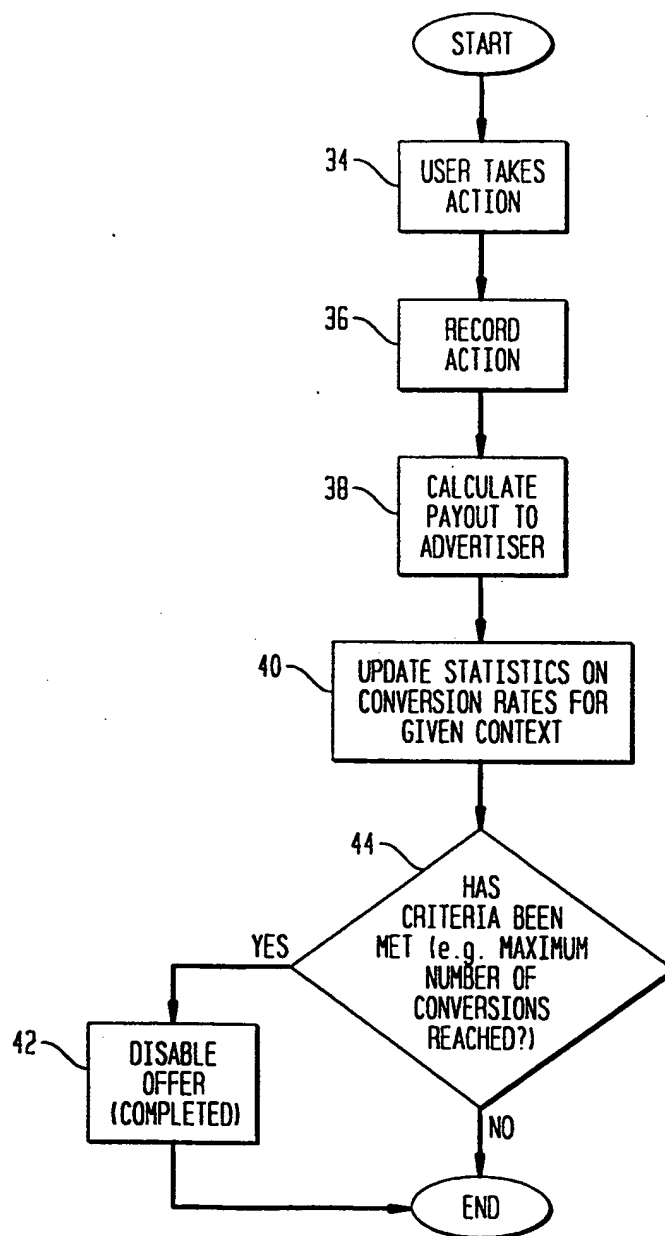 START
34
USER TAKES
ACTION
36
RECORD
ACTION
38
CALCULATE
PAYOUT TO
ADVERTISER
40
UPDATE STATISTICS ON
CONVERSION RATES FOR
GIVEN CONTEXT
44
HAS
CRITERIA BEEN
MET (e.g. MAXIMUM
NUMBER OF
CONVERSIONS
REACHED?)
YES
42
DISABLE
OFFER
(COMPLETED)
NO
END